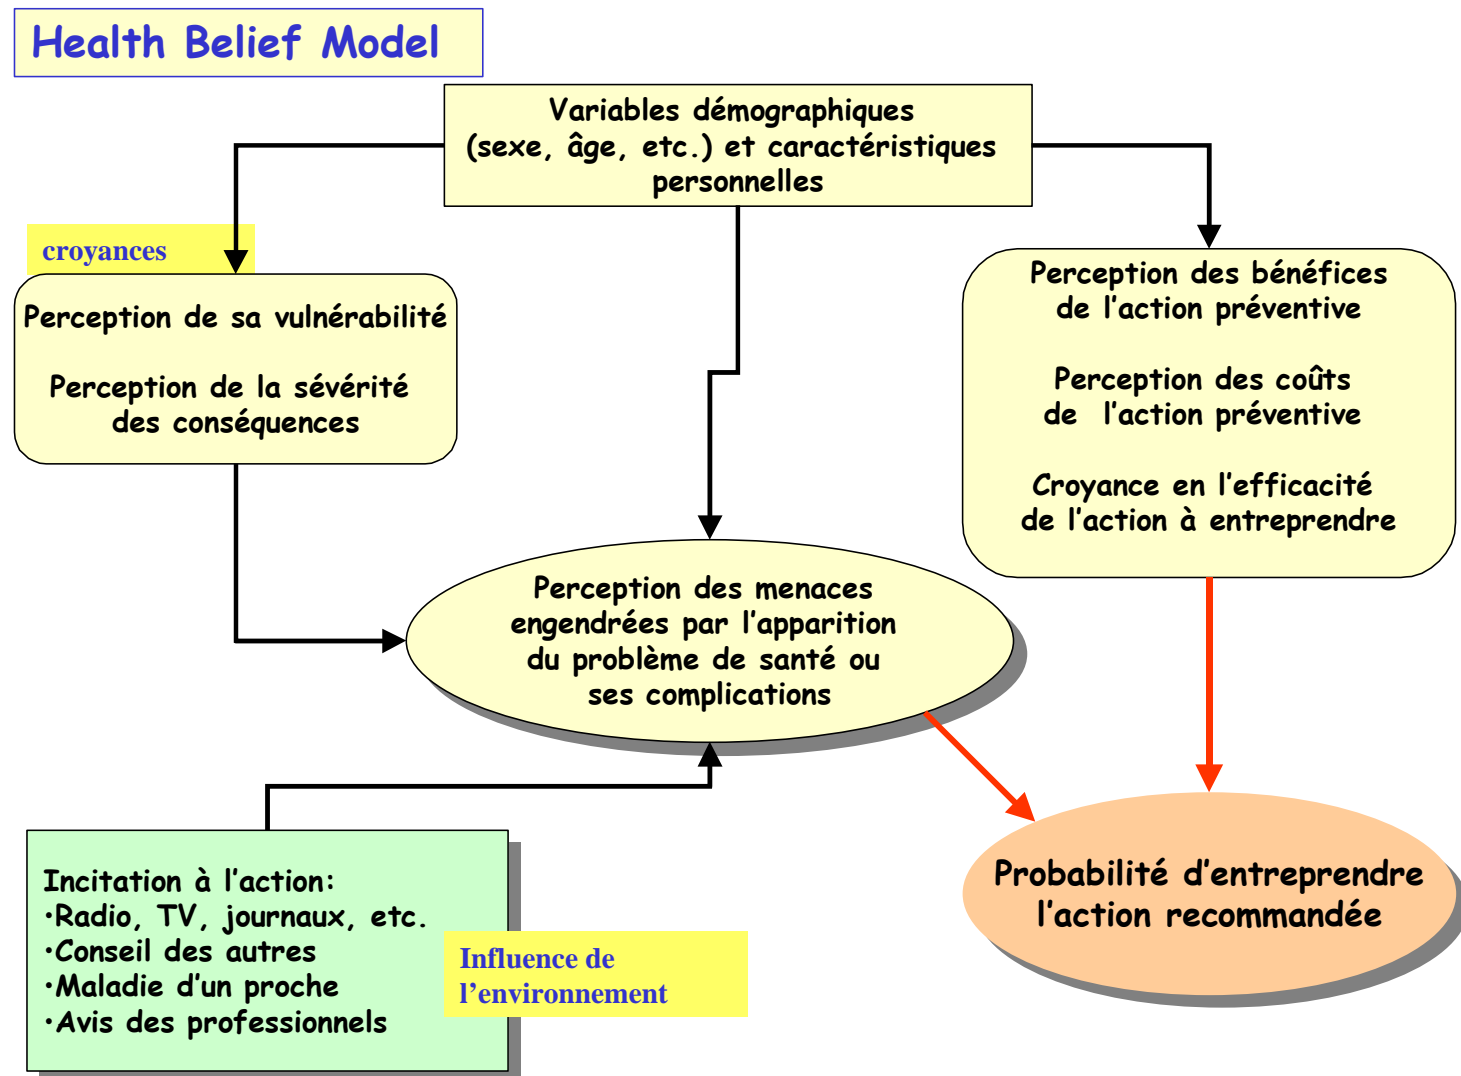 Health Belief Model
Variables démographiques
(sexe, âge, etc.) et caractéristiques
personnelles
croyances
Perception de sa vulnérabilité
Perception de la sévérité
des conséquences
Perception des bénéfices
de l'action préventive
Perception des coûts
de l'action préventive
Croyance en l'efficacité
de l'action à entreprendre
Perception des menaces
engendrées par l'apparition
du problème de santé ou
ses complications
Incitation à l'action:
•Radio, TV, journaux, etc.
•Conseil des autres
•Maladie d'un proche
•Avis des professionnels
Influence de
l'environnement
Probabilité d'entreprendre
l'action recommandée